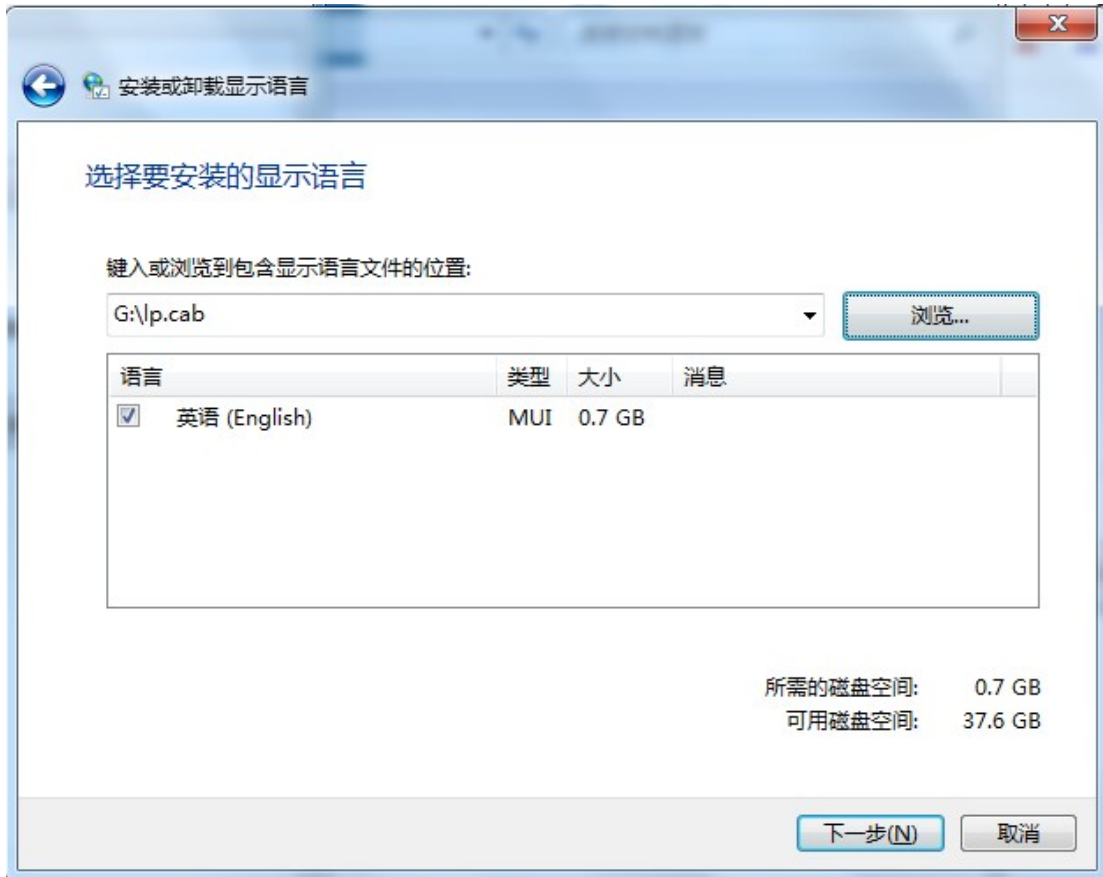 安装或卸载显示语言
选择要安装的显示语言
键入或浏览到包含显示语言文件的位置:
G:\lp.cab 浏览...
语言 类型 大小 消息
英语 (English) MUI 0.7 GB
所需的磁盘空间: 0.7 GB
可用磁盘空间: 37.6 GB
下一步(N) 取消